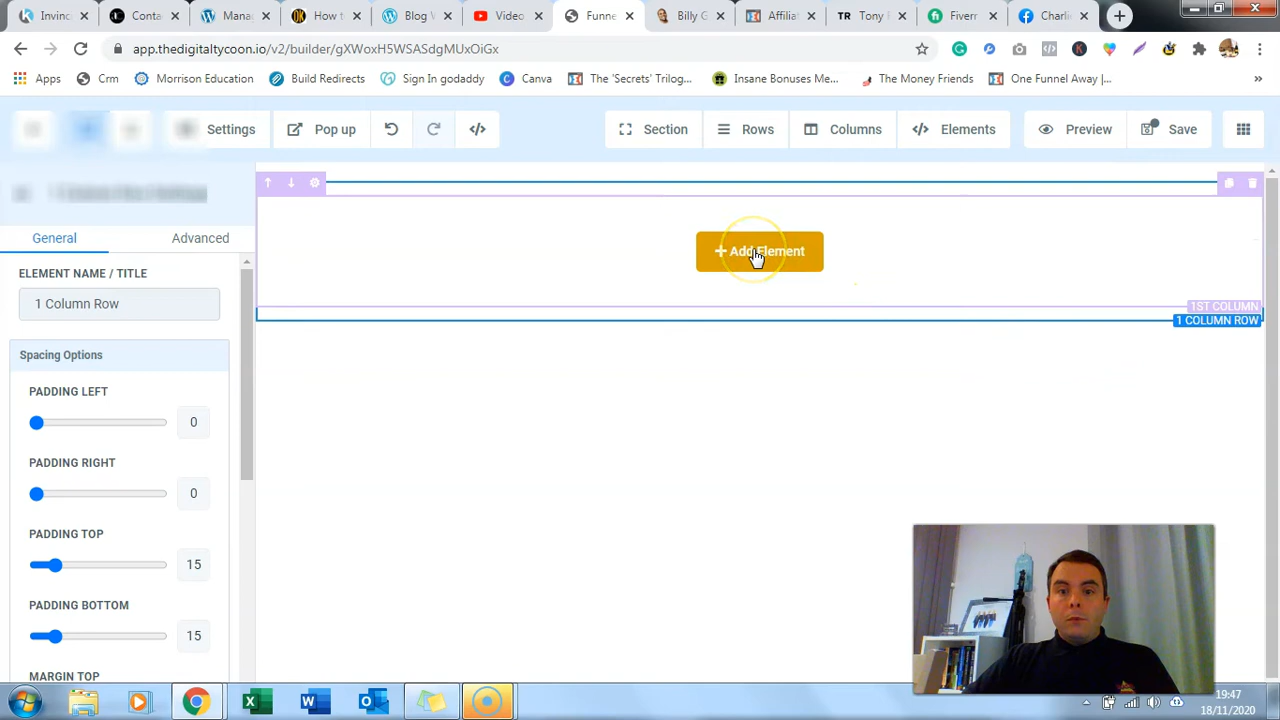 Invinc
Conta
Manag
How to
Blog
Video
Funne
Billy G
Affilia
Tony F
Fivers
Charli
app.thedigitaltycoon.io/v2/builder/gXWoxH5WSASdgMUxOiGx
Apps
Crm
Morrison Education
Build Redirects
Sign In godaddy
Canva
The 'Secrets' Trilog...
Insane Bonuses Me...
The Money Friends
One Funnel Away |...
»
Settings
Pop up
Section
Rows
Columns
Elements
Preview
Save
General
Advanced
+ Add Element
ELEMENT NAME / TITLE
1 Column Row
1ST COLUMN
1 COLUMN ROW
Spacing Options
PADDING LEFT
0
PADDING RIGHT
0
PADDING TOP
15
PADDING BOTTOM
15
MARGIN TOP
19:47
18/11/2020